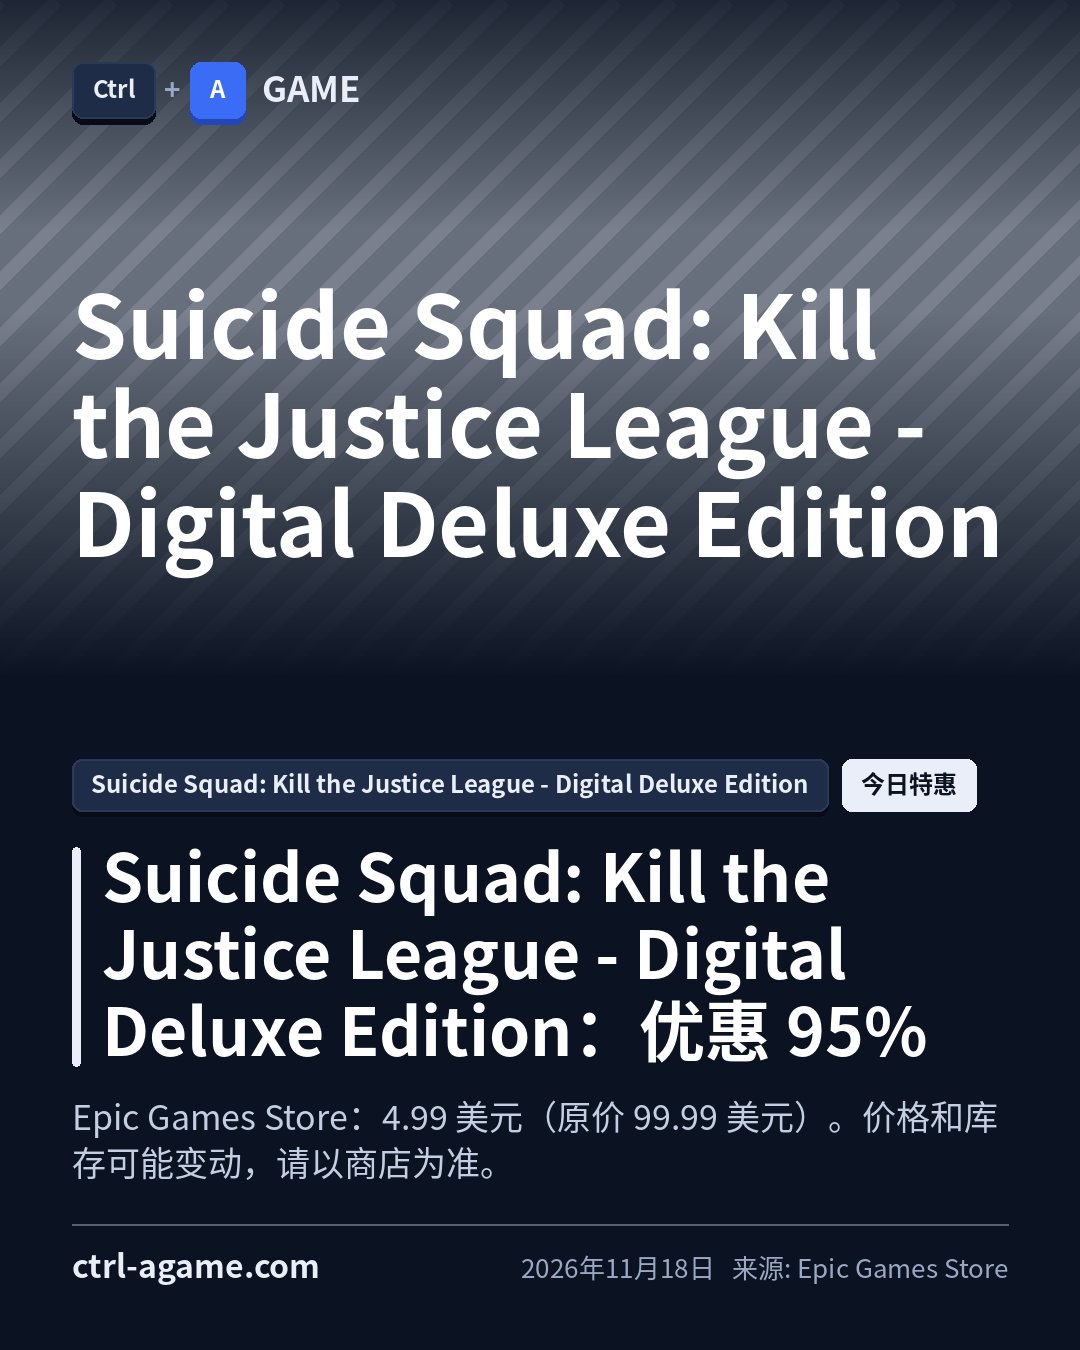 Ctrl + A GAME
Suicide Squad: Kill
the Justice League -
Digital Deluxe Edition
Suicide Squad: Kill the Justice League - Digital Deluxe Edition 今日特惠
Suicide Squad: Kill the
Justice League - Digital
Deluxe Edition：优惠 95%
Epic Games Store：4.99 美元（原价 99.99 美元）。价格和库
存可能变动，请以商店为准。
ctrl-agame.com 2026年11月18日 来源: Epic Games Store